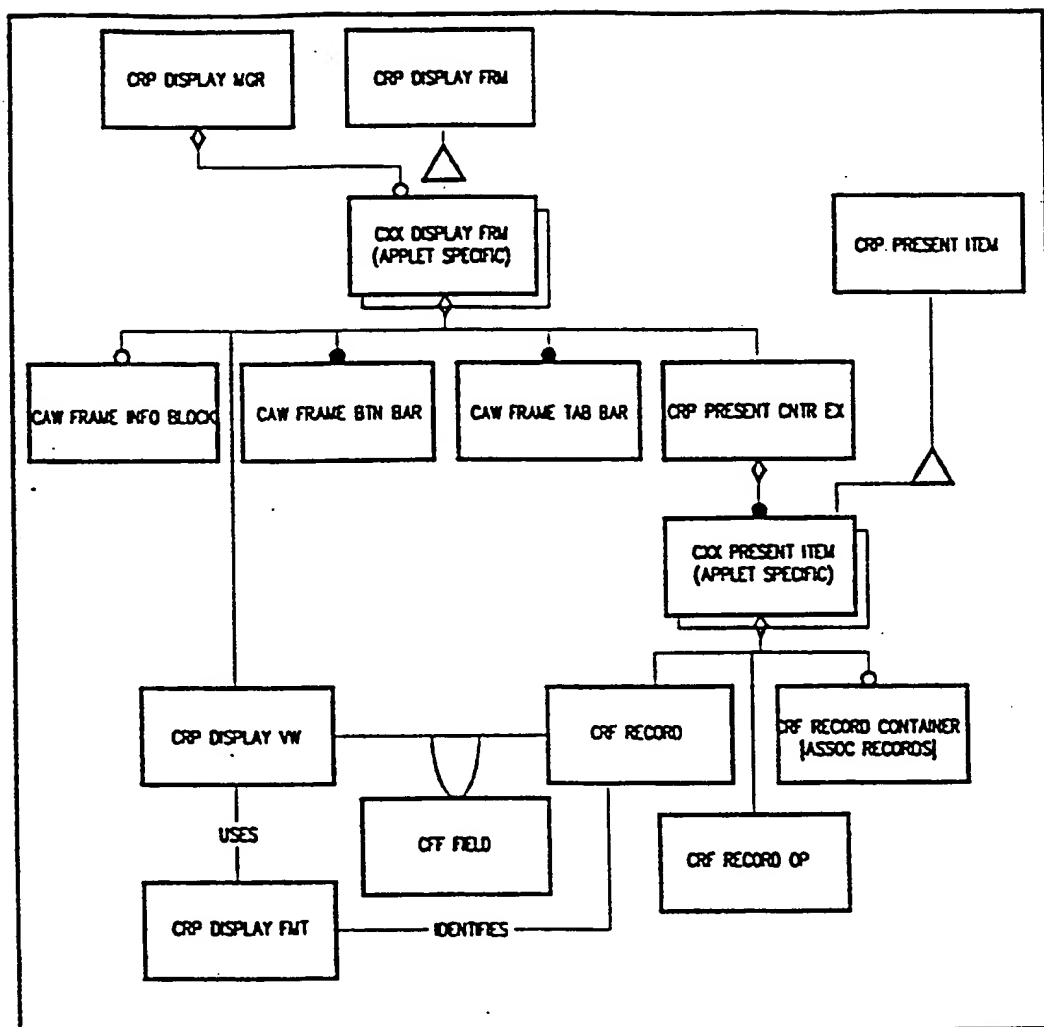 CRP DISPLAY MGR
CRP DISPLAY FRM
CXX DISPLAY FRM
(APPLET SPECIFIC)
CRP. PRESENT ITEM
CAW FRAME INFO BLOCK
CAW FRAME BTN BAR
CAW FRAME TAB BAR
CRP PRESENT CNTR EX
CXX PRESENT ITEM
(APPLET SPECIFIC)
CRP DISPLAY VW
CRF RECORD
CRF RECORD CONTAINER
[ASSOC RECORDS]
USES
CFF FIELD
CRF RECORD OP
CRP DISPLAY FMT
IDENTIFIES